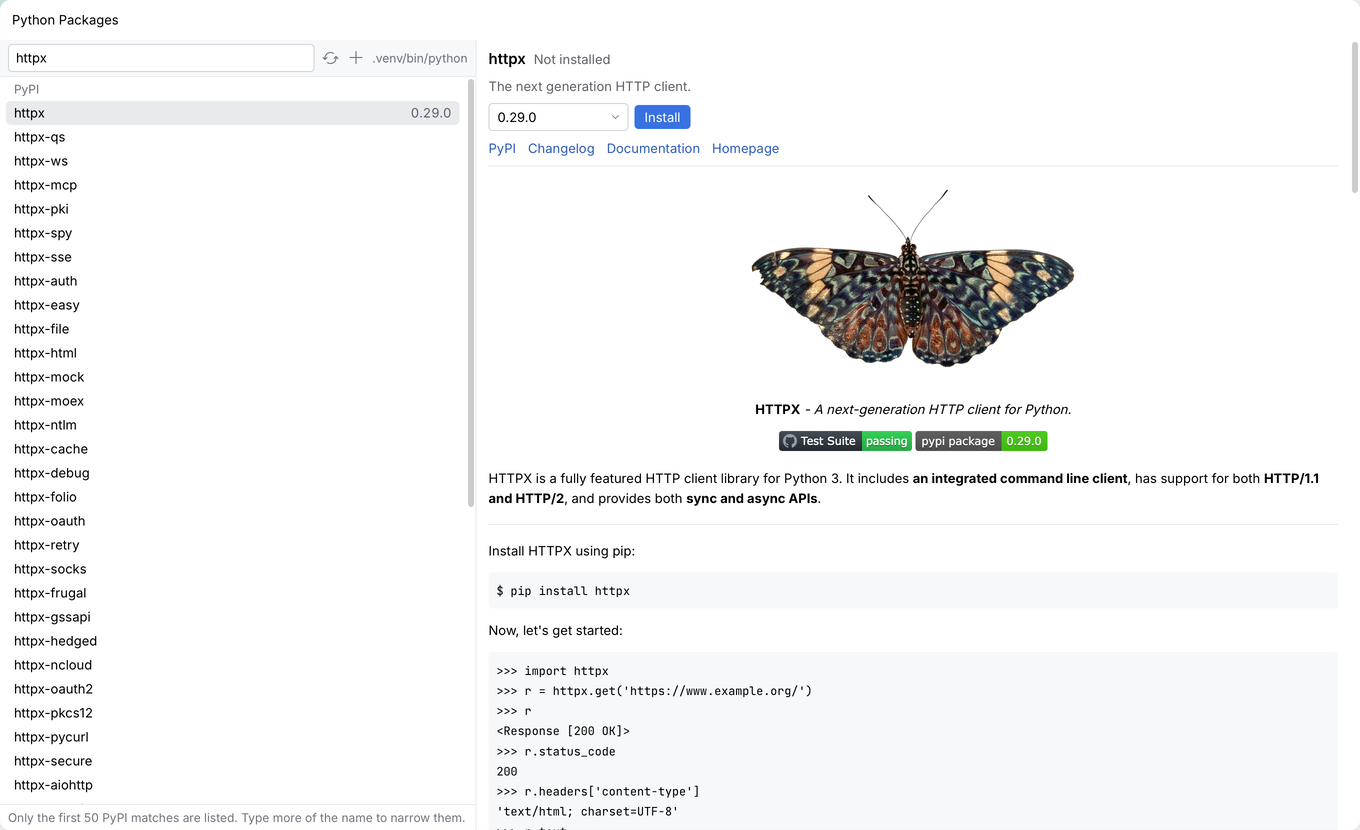 Python Packages
httpx
.venv/bin/python
PyPI
httpx 0.29.0
httpx-qs
httpx-ws
httpx-mcp
httpx-pki
httpx-spy
httpx-sse
httpx-auth
httpx-easy
httpx-file
httpx-html
httpx-mock
httpx-moex
httpx-ntlm
httpx-cache
httpx-debug
httpx-folio
httpx-oauth
httpx-retry
httpx-socks
httpx-frugal
httpx-gssapi
httpx-hedged
httpx-ncloud
httpx-oauth2
httpx-pkcs12
httpx-pycurl
httpx-secure
httpx-aiohttp
Only the first 50 PyPI matches are listed. Type more of the name to narrow them.
httpx Not installed
The next generation HTTP client.
0.29.0 Install
PyPI Changelog Documentation Homepage
HTTPX - A next-generation HTTP client for Python.
Test Suite passing pypi package 0.29.0
HTTPX is a fully featured HTTP client library for Python 3. It includes an integrated command line client, has support for both HTTP/1.1
and HTTP/2, and provides both sync and async APIs.
Install HTTPX using pip:
$ pip install httpx
Now, let's get started:
>>> import httpx
>>> r = httpx.get('https://www.example.org/')
>>> r
<Response [200 OK]>
>>> r.status_code
200
>>> r.headers['content-type']
'text/html; charset=UTF-8'
>>> r.text